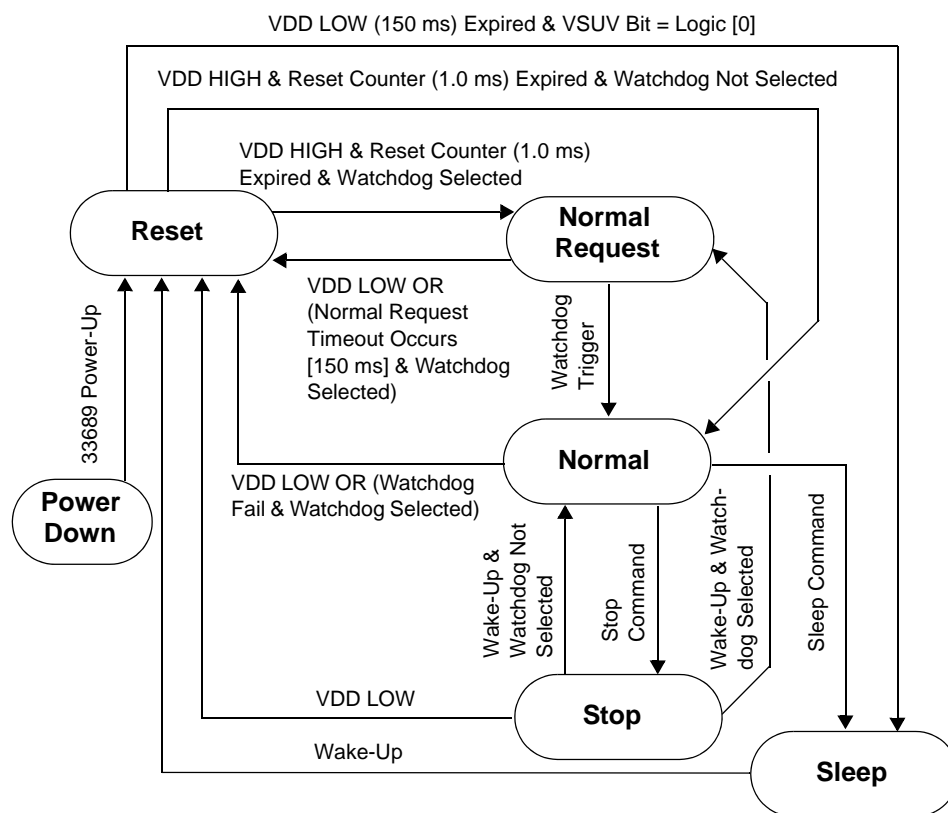 VDD LOW (150 ms) Expired & VSUV Bit = Logic [0]
VDD HIGH & Reset Counter (1.0 ms) Expired & Watchdog Not Selected
VDD HIGH & Reset Counter (1.0 ms)
Expired & Watchdog Selected
Reset
Normal
Request
VDD LOW OR
(Normal Request
Timeout Occurs
[150 ms] & Watchdog
Selected)
33689 Power-Up
Watchdog
Trigger
Normal
VDD LOW OR (Watchdog
Fail & Watchdog Selected)
Power
Down
Wake-Up &
Watchdog Not
Selected
Stop
Command
Wake-Up & Watch-
dog Selected
Sleep Command
VDD LOW
Stop
Wake-Up
Sleep